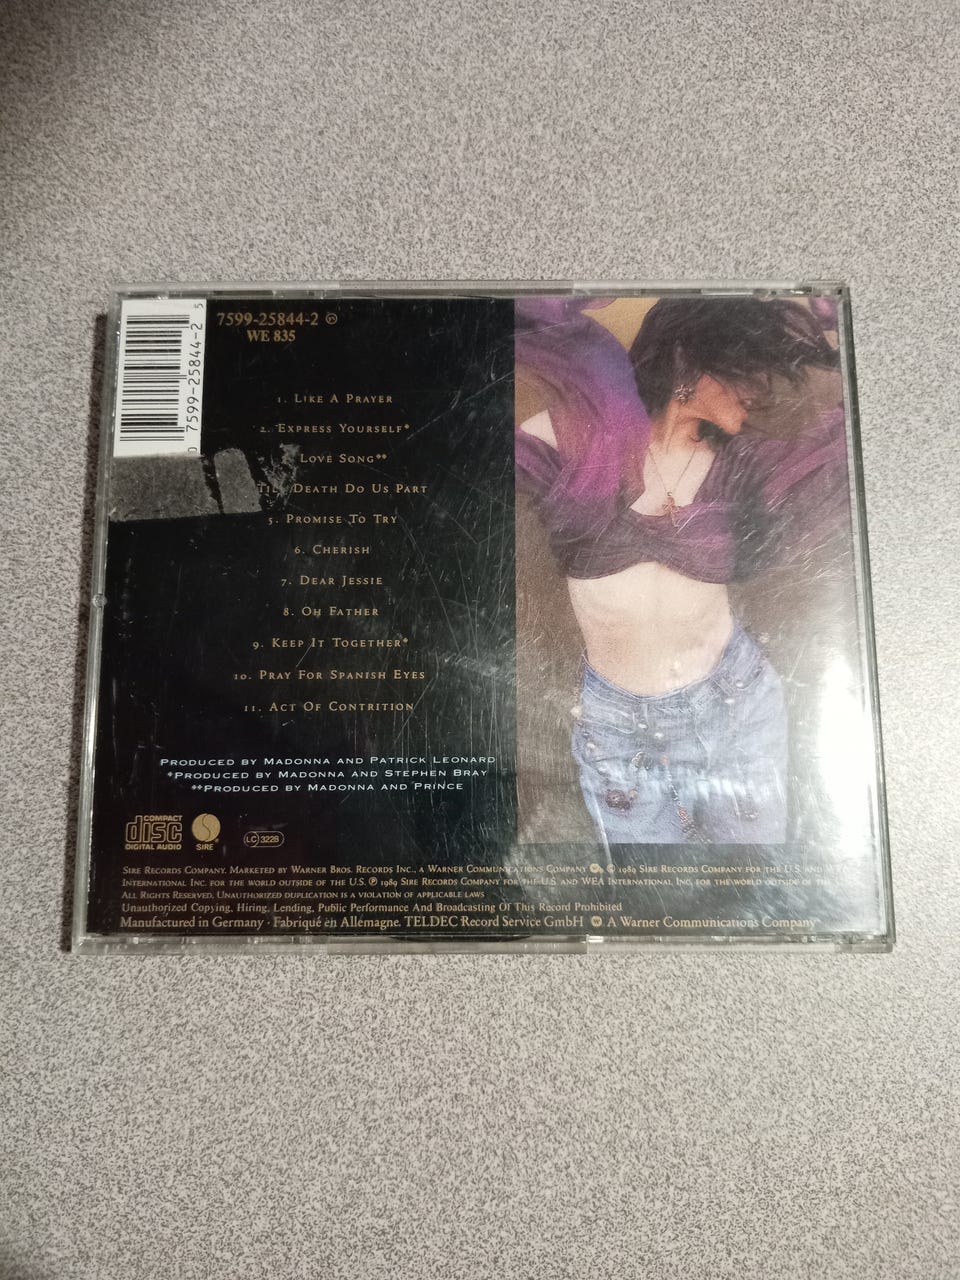 7599-25844-2
WE 835
0 7599-25844-2 5
1. LIKE A PRAYER
2. EXPRESS YOURSELF*
LOVE SONG**
TIL DEATH DO US PART
5. PROMISE TO TRY
6. CHERISH
7. DEAR JESSIE
8. OH FATHER
9. KEEP IT TOGETHER*
10. PRAY FOR SPANISH EYES
11. ACT OF CONTRITION
PRODUCED BY MADONNA AND PATRICK LEONARD
*PRODUCED BY MADONNA AND STEPHEN BRAY
**PRODUCED BY MADONNA AND PRINCE
COMPACT
disc
DIGITAL AUDIO
SIRE
LC 3228
SIRE RECORDS COMPANY. MARKETED BY WARNER BROS. RECORDS INC., A WARNER COMMUNICATIONS COMPANY ℗ © 1989 SIRE RECORDS COMPANY FOR THE U.S. AND
INTERNATIONAL INC. FOR THE WORLD OUTSIDE OF THE U.S. ℗ 1989 SIRE RECORDS COMPANY FOR THE U.S. AND WEA INTERNATIONAL INC. FOR THE WORLD OUTSIDE OF
ALL RIGHTS RESERVED. UNAUTHORIZED DUPLICATION IS A VIOLATION OF APPLICABLE LAWS
Unauthorized Copying, Hiring, Lending, Public Performance And Broadcasting Of This Record Prohibited
Manufactured in Germany · Fabriqué en Allemagne. TELDEC Record Service GmbH A Warner Communications Company